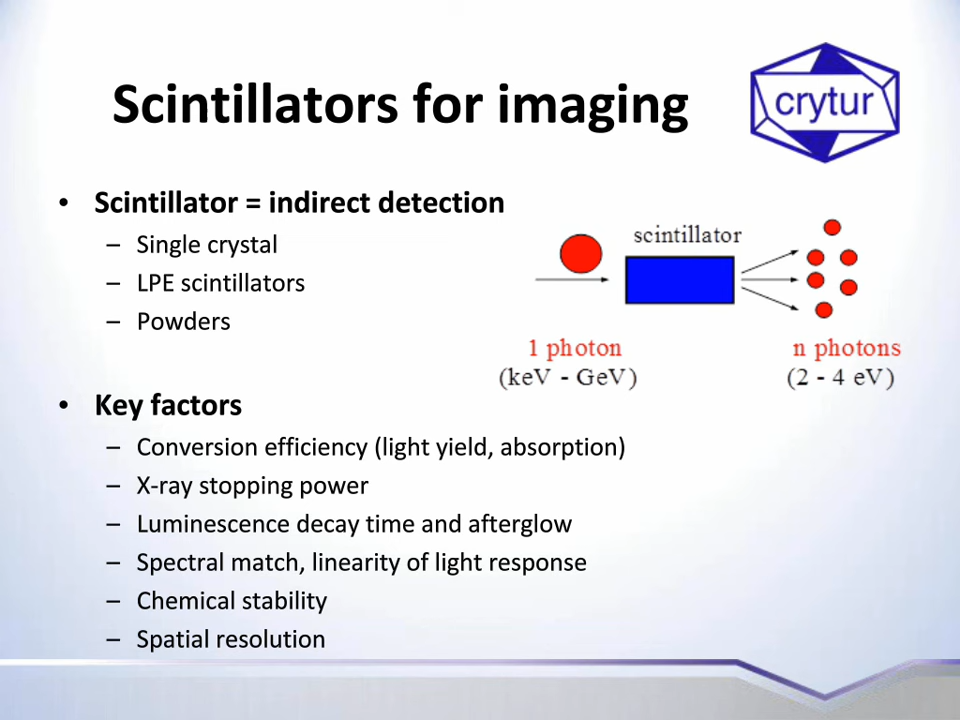 Scintillators for imaging
crytur
• Scintillator = indirect detection
– Single crystal
– LPE scintillators
– Powders
scintillator
1 photon
(keV - GeV)
n photons
(2 - 4 eV)
• Key factors
– Conversion efficiency (light yield, absorption)
– X-ray stopping power
– Luminescence decay time and afterglow
– Spectral match, linearity of light response
– Chemical stability
– Spatial resolution